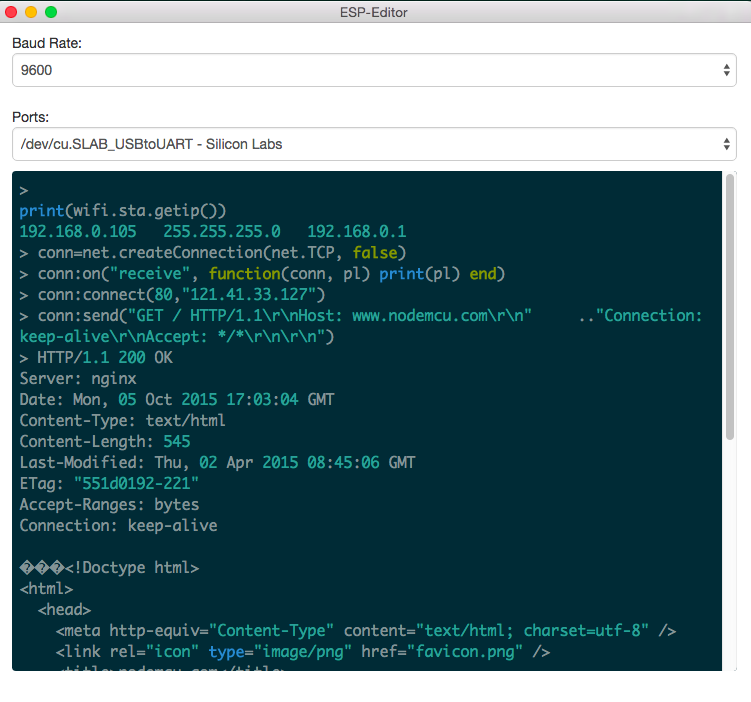 ESP-Editor
Baud Rate:
9600
Ports:
/dev/cu.SLAB_USBtoUART - Silicon Labs
>
print(wifi.sta.getip())
192.168.0.105   255.255.255.0   192.168.0.1
> conn=net.createConnection(net.TCP, false)
> conn:on("receive", function(conn, pl) print(pl) end)
> conn:connect(80,"121.41.33.127")
> conn:send("GET / HTTP/1.1\r\nHost: www.nodemcu.com\r\n"     .."Connection:
keep-alive\r\nAccept: */*\r\n\r\n")
> HTTP/1.1 200 OK
Server: nginx
Date: Mon, 05 Oct 2015 17:03:04 GMT
Content-Type: text/html
Content-Length: 545
Last-Modified: Thu, 02 Apr 2015 08:45:06 GMT
ETag: "551d0192-221"
Accept-Ranges: bytes
Connection: keep-alive
���<!Doctype html>
<html>
  <head>
    <meta http-equiv="Content-Type" content="text/html; charset=utf-8" />
    <link rel="icon" type="image/png" href="favicon.png" />
    <title>nodemcu.com</title>